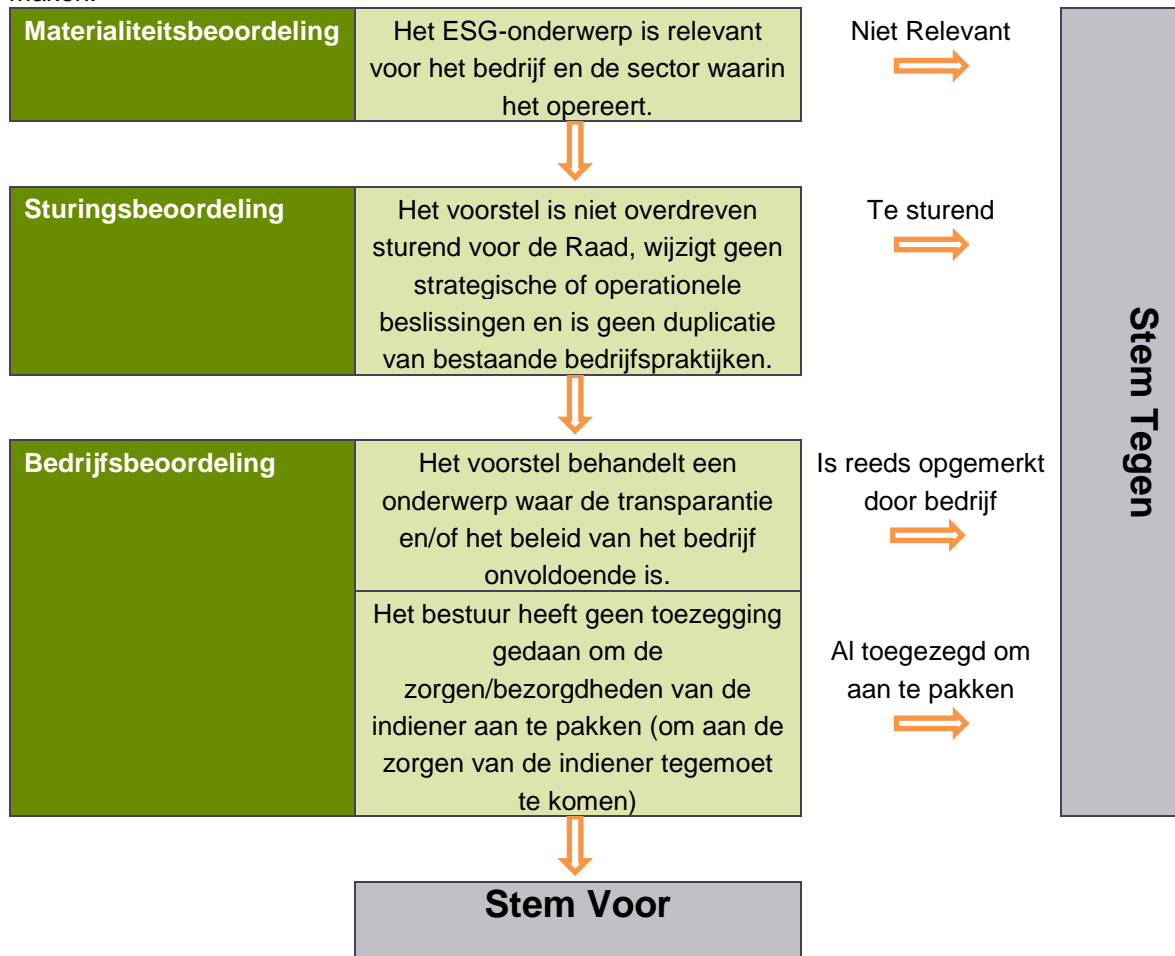 maken.
Materialiteitsbeoordeling
Het ESG-onderwerp is relevant
voor het bedrijf en de sector waarin
het opereert.
Niet Relevant
Sturingsbeoordeling
Het voorstel is niet overdreven
sturend voor de Raad, wijzigt geen
strategische of operationele
beslissingen en is geen duplicatie
van bestaande bedrijfspraktijken.
Te sturend
Bedrijfsbeoordeling
Het voorstel behandelt een
onderwerp waar de transparantie
en/of het beleid van het bedrijf
onvoldoende is.
Is reeds opgemerkt
door bedrijf
Het bestuur heeft geen toezegging
gedaan om de
zorgen/bezorgdheden van de
indiener aan te pakken (om aan de
zorgen van de indiener tegemoet
te komen)
Al toegezegd om
aan te pakken
Stem Tegen
Stem Voor